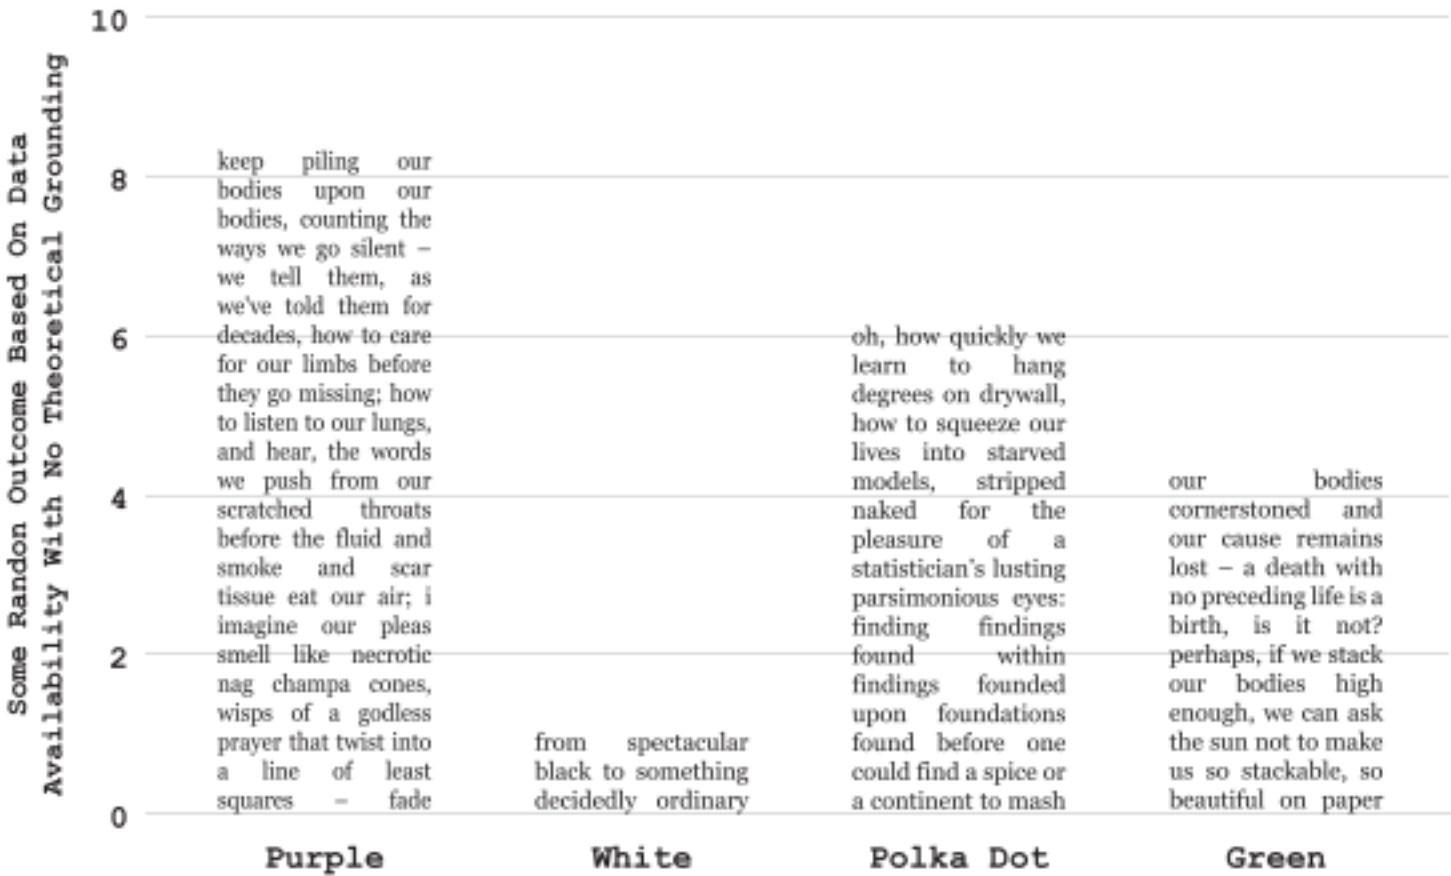 Some Randon Outcome Based On Data
Availability With No Theoretical Grounding
10
8
6
4
2
0
keep piling our
bodies upon our
bodies, counting the
ways we go silent –
we tell them, as
we've told them for
decades, how to care
for our limbs before
they go missing; how
to listen to our lungs,
and hear, the words
we push from our
scratched throats
before the fluid and
smoke and scar
tissue eat our air; i
imagine our pleas
smell like necrotic
nag champa cones,
wisps of a godless
prayer that twist into
a line of least
squares – fade
from spectacular
black to something
decidedly ordinary
oh, how quickly we
learn to hang
degrees on drywall,
how to squeeze our
lives into starved
models, stripped
naked for the
pleasure of a
statistician's lusting
parsimonious eyes:
finding findings
found within
findings founded
upon foundations
found before one
could find a spice or
a continent to mash
our bodies
cornerstoned and
our cause remains
lost – a death with
no preceding life is a
birth, is it not?
perhaps, if we stack
our bodies high
enough, we can ask
the sun not to make
us so stackable, so
beautiful on paper
Purple
White
Polka Dot
Green